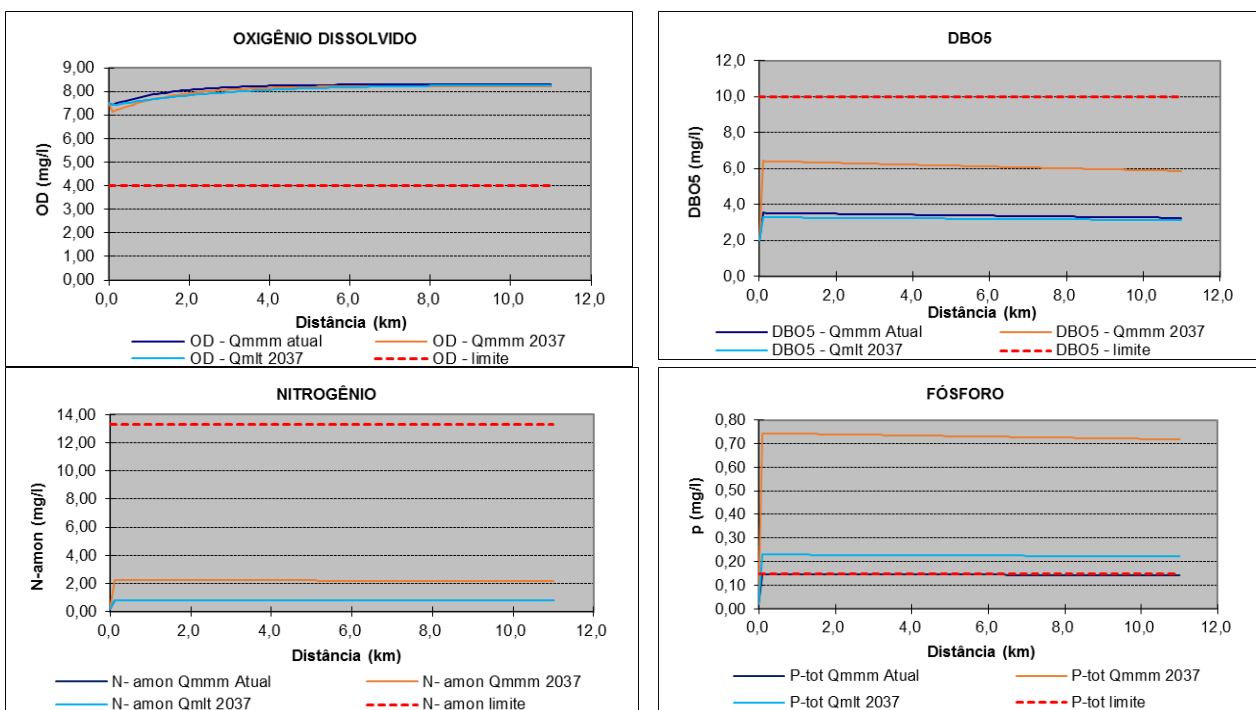 OXIGÊNIO DISSOLVIDO
9,00
8,00
7,00
6,00
5,00
4,00
3,00
2,00
1,00
0,00
OD (mg/l)
0,0 2,0 4,0 6,0 8,0 10,0 12,0
Distância (km)
OD - Qmmm atual OD - Qmmm 2037
OD - Qmlt 2037 OD - limite
DBO5
12,0
10,0
8,0
6,0
4,0
2,0
0,0
DBO5 (mg/l)
0,0 2,0 4,0 6,0 8,0 10,0 12,0
Distância (km)
DBO5 - Qmmm Atual DBO5 - Qmmm 2037
DBO5 - Qmlt 2037 DBO5 - limite
NITROGÊNIO
14,00
12,00
10,00
8,00
6,00
4,00
2,00
0,00
N-amon (mg/l)
0,0 2,0 4,0 6,0 8,0 10,0 12,0
Distância (km)
N- amon Qmmm Atual N- amon Qmmm 2037
N- amon Qmlt 2037 N- amon limite
FÓSFORO
0,80
0,70
0,60
0,50
0,40
0,30
0,20
0,10
0,00
p (mg/l)
0,0 2,0 4,0 6,0 8,0 10,0 12,0
Distância (km)
P-tot Qmmm Atual P-tot Qmmm 2037
P-tot Qmlt 2037 P-tot limite